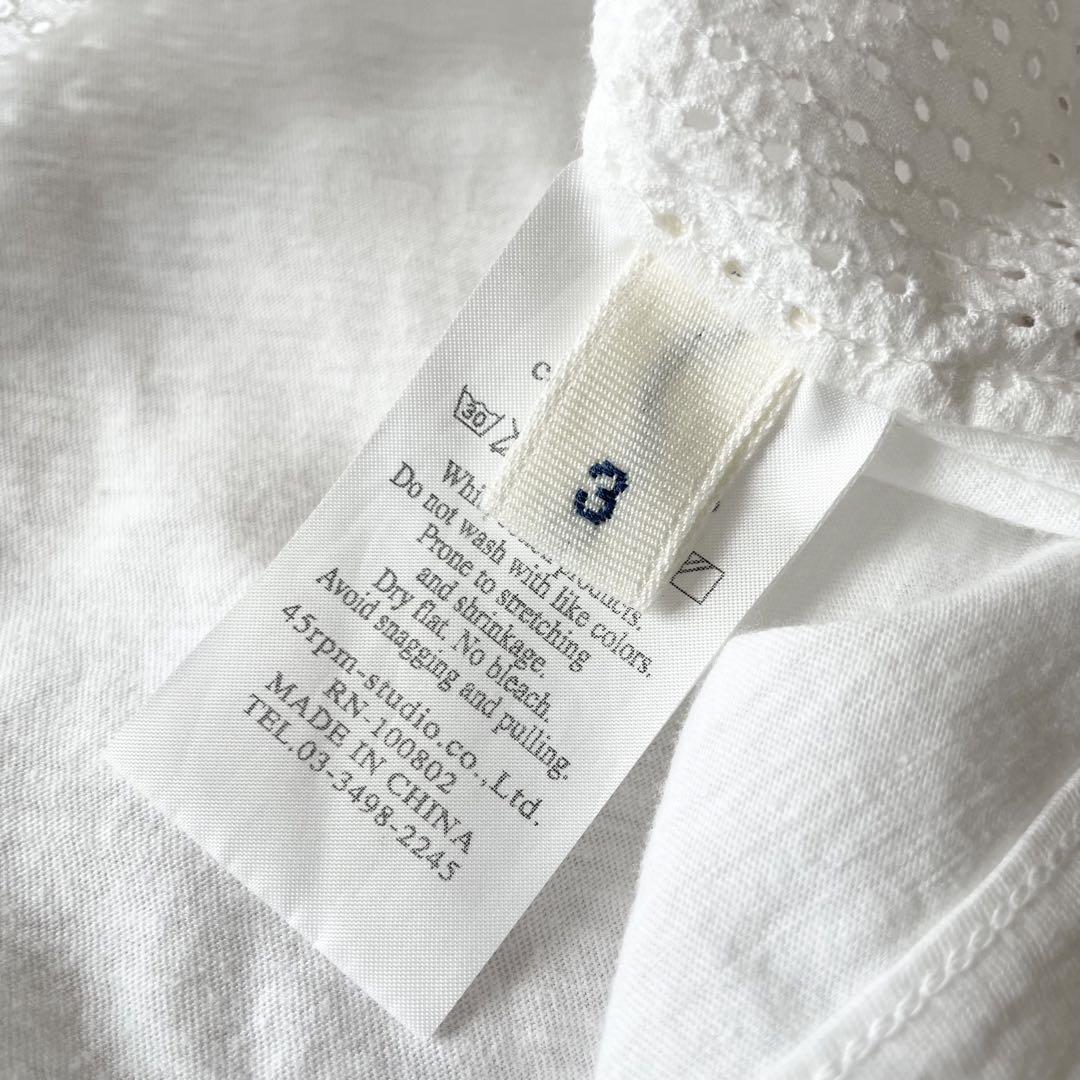 3
30
Do not wash with like colors.
Prone to stretching
and shrinkage.
Dry flat. No bleach.
Avoid snagging and pulling.
45rpm-studio.co.,Ltd.
RN-100802
MADE IN CHINA
TEL.03-3498-2245